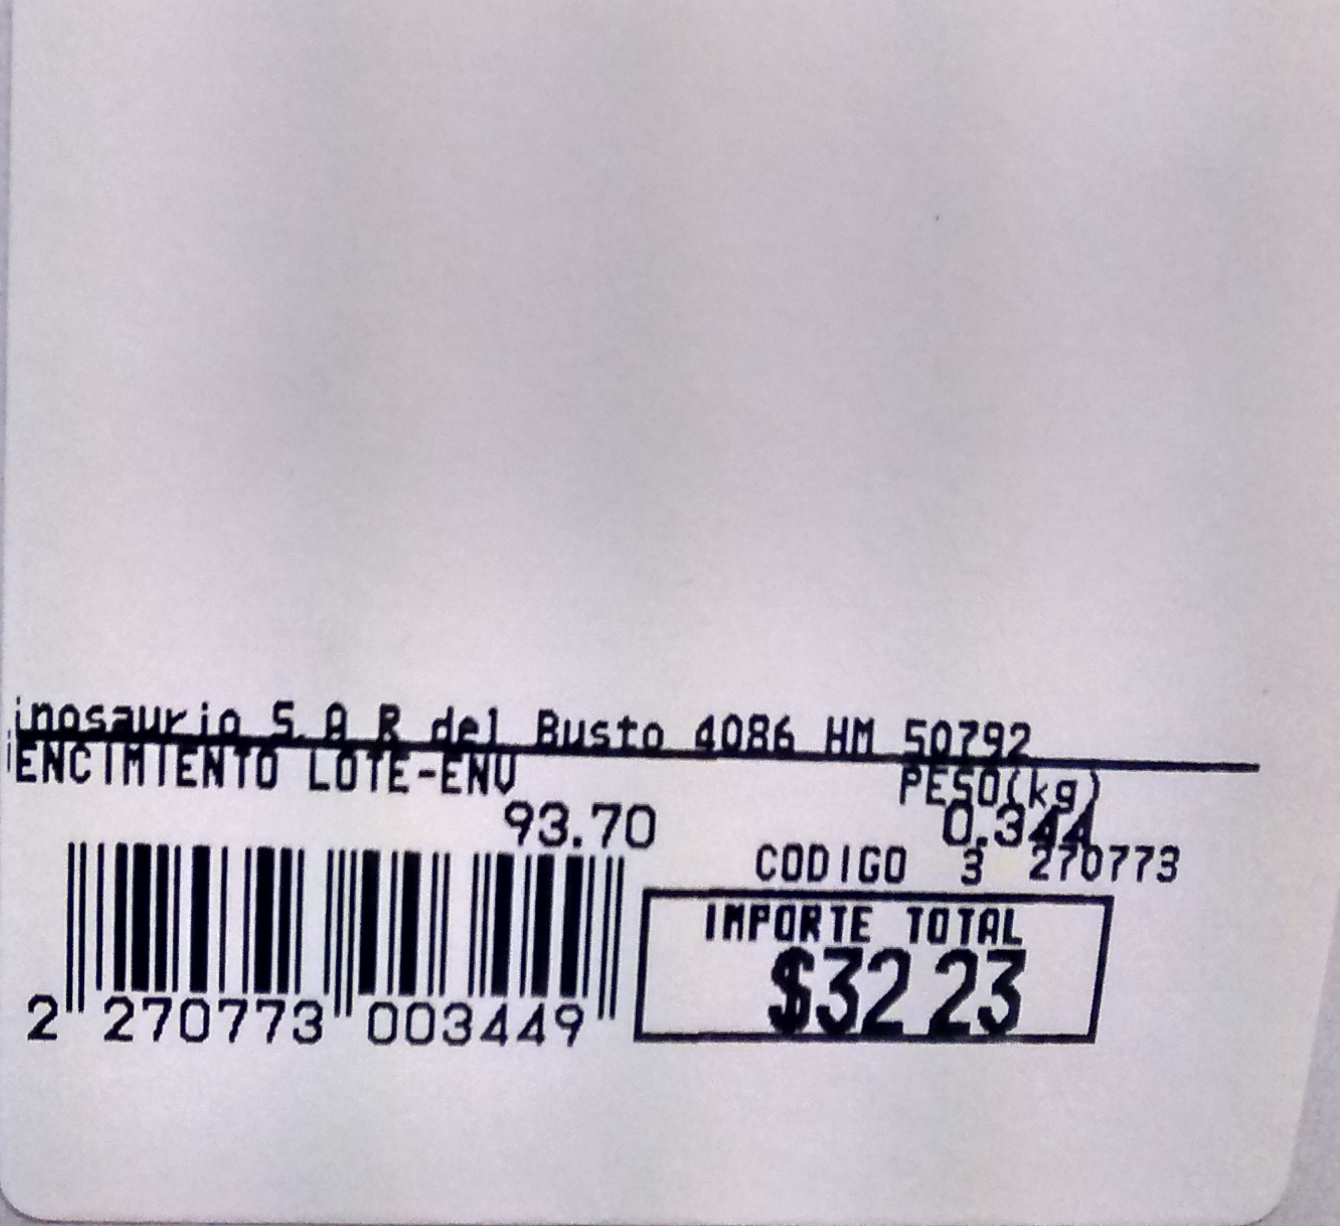 inosaurio S.A R del Busto 4086 HM 50792
ENCIMIENTO LOTE-ENV PESO(kg)
93.70 0.344
CODIGO 3 270773
IMPORTE TOTAL
$32 23
2 270773 003449